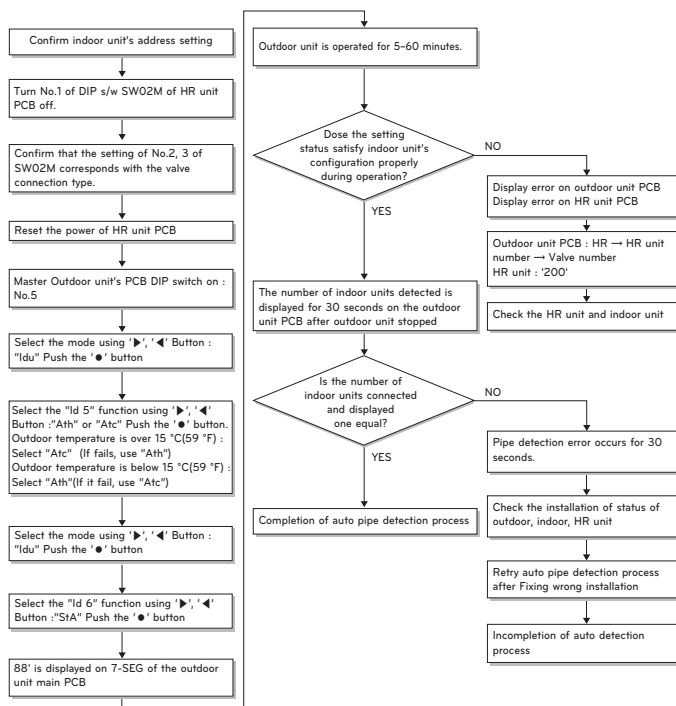 Confirm indoor unit's address setting
Turn No.1 of DIP s/w SW02M of HR unit
PCB off.
Confirm that the setting of No.2, 3 of
SW02M corresponds with the valve
connection type.
Reset the power of HR unit PCB
Master Outdoor unit's PCB DIP switch on :
No.5
Select the mode using '▶', '◀' Button :
"Idu" Push the '●' button
Select the "Id 5" function using '▶', '◀'
Button :"Ath" or "Atc" Push the '●' button.
Outdoor temperature is over 15 °C(59 °F) :
Select "Atc" (If fails, use "Ath")
Outdoor temperature is below 15 °C(59 °F) :
Select "Ath"(If it fail, use "Atc")
Select the mode using '▶', '◀' Button :
"Idu" Push the '●' button
Select the "Id 6" function using '▶', '◀'
Button :"StA" Push the '●' button
88' is displayed on 7-SEG of the outdoor
unit main PCB
Outdoor unit is operated for 5~60 minutes.
Dose the setting
status satisfy indoor unit's
configuration properly
during operation?
NO
YES
Display error on outdoor unit PCB
Display error on HR unit PCB
Outdoor unit PCB : HR → HR unit
number → Valve number
HR unit : '200'
Check the HR unit and indoor unit
The number of indoor units detected is
displayed for 30 seconds on the outdoor
unit PCB after outdoor unit stopped
Is the number of
indoor units connected
and displayed
one equal?
NO
YES
Pipe detection error occurs for 30
seconds.
Check the installation of status of
outdoor, indoor, HR unit
Retry auto pipe detection process
after Fixing wrong installation
Incompletion of auto detection
process
Completion of auto pipe detection process